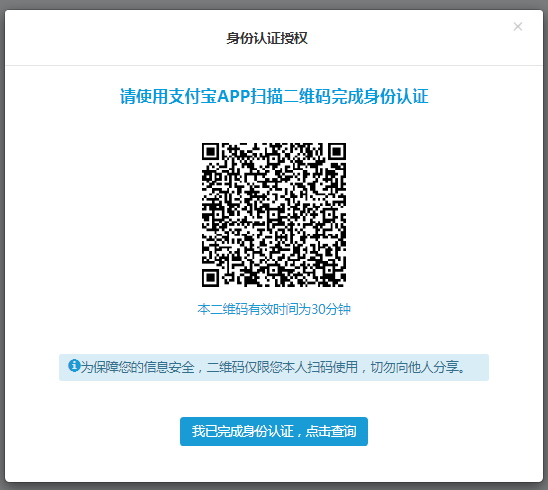 身份认证授权
×
请使用支付宝APP扫描二维码完成身份认证
本二维码有效时间为30分钟
为保障您的信息安全，二维码仅限您本人扫码使用，切勿向他人分享。
我已完成身份认证，点击查询